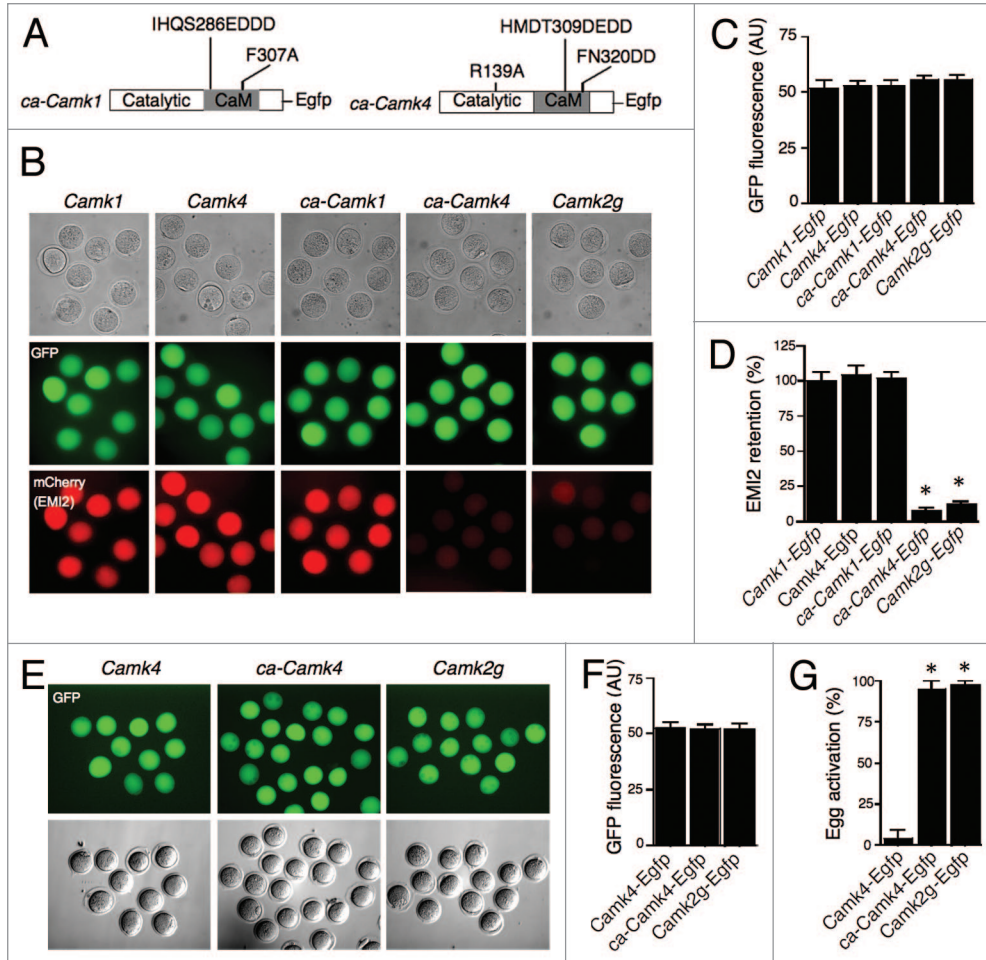 A
IHQS286EDDD
F307A
ca-Camk1
Catalytic
CaM
Egfp
HMDT309DEDD
FN320DD
R139A
ca-Camk4
Catalytic
CaM
Egfp
B
Camk1
Camk4
ca-Camk1
ca-Camk4
Camk2g
GFP
mCherry
(EMI2)
C
GFP fluorescence (AU)
75
50
25
0
Camk1-Egfp
Camk4-Egfp
ca-Camk1-Egfp
ca-Camk4-Egfp
Camk2g-Egfp
D
EMI2 retention (%)
125
100
75
50
25
0
*
*
Camk1-Egfp
Camk4-Egfp
ca-Camk1-Egfp
ca-Camk4-Egfp
Camk2g-Egfp
E
Camk4
ca-Camk4
Camk2g
GFP
F
GFP fluorescence (AU)
75
50
25
0
Camk4-Egfp
ca-Camk4-Egfp
Camk2g-Egfp
G
Egg activation (%)
100
75
50
25
0
*
*
Camk4-Egfp
ca-Camk4-Egfp
Camk2g-Egfp